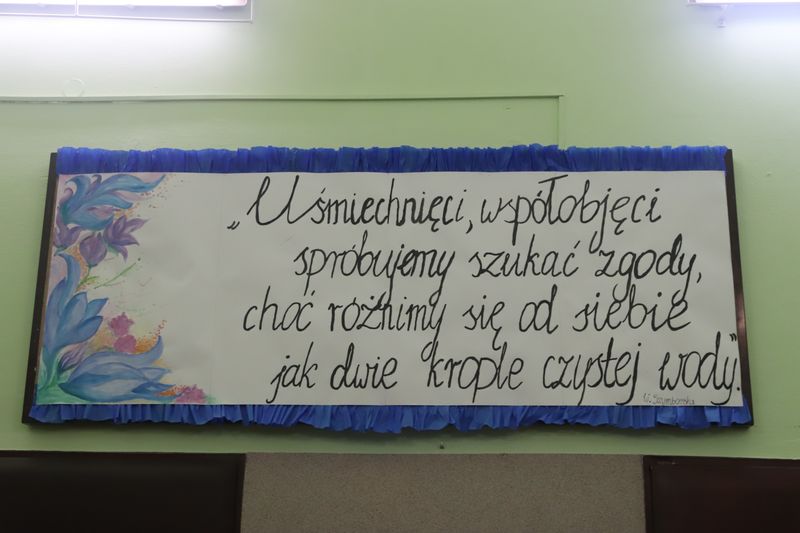 „Uśmiechnięci, współobjęci
spróbujemy szukać zgody,
choć różnimy się od siebie
jak dwie krople czystej wody".
W. Szymborska